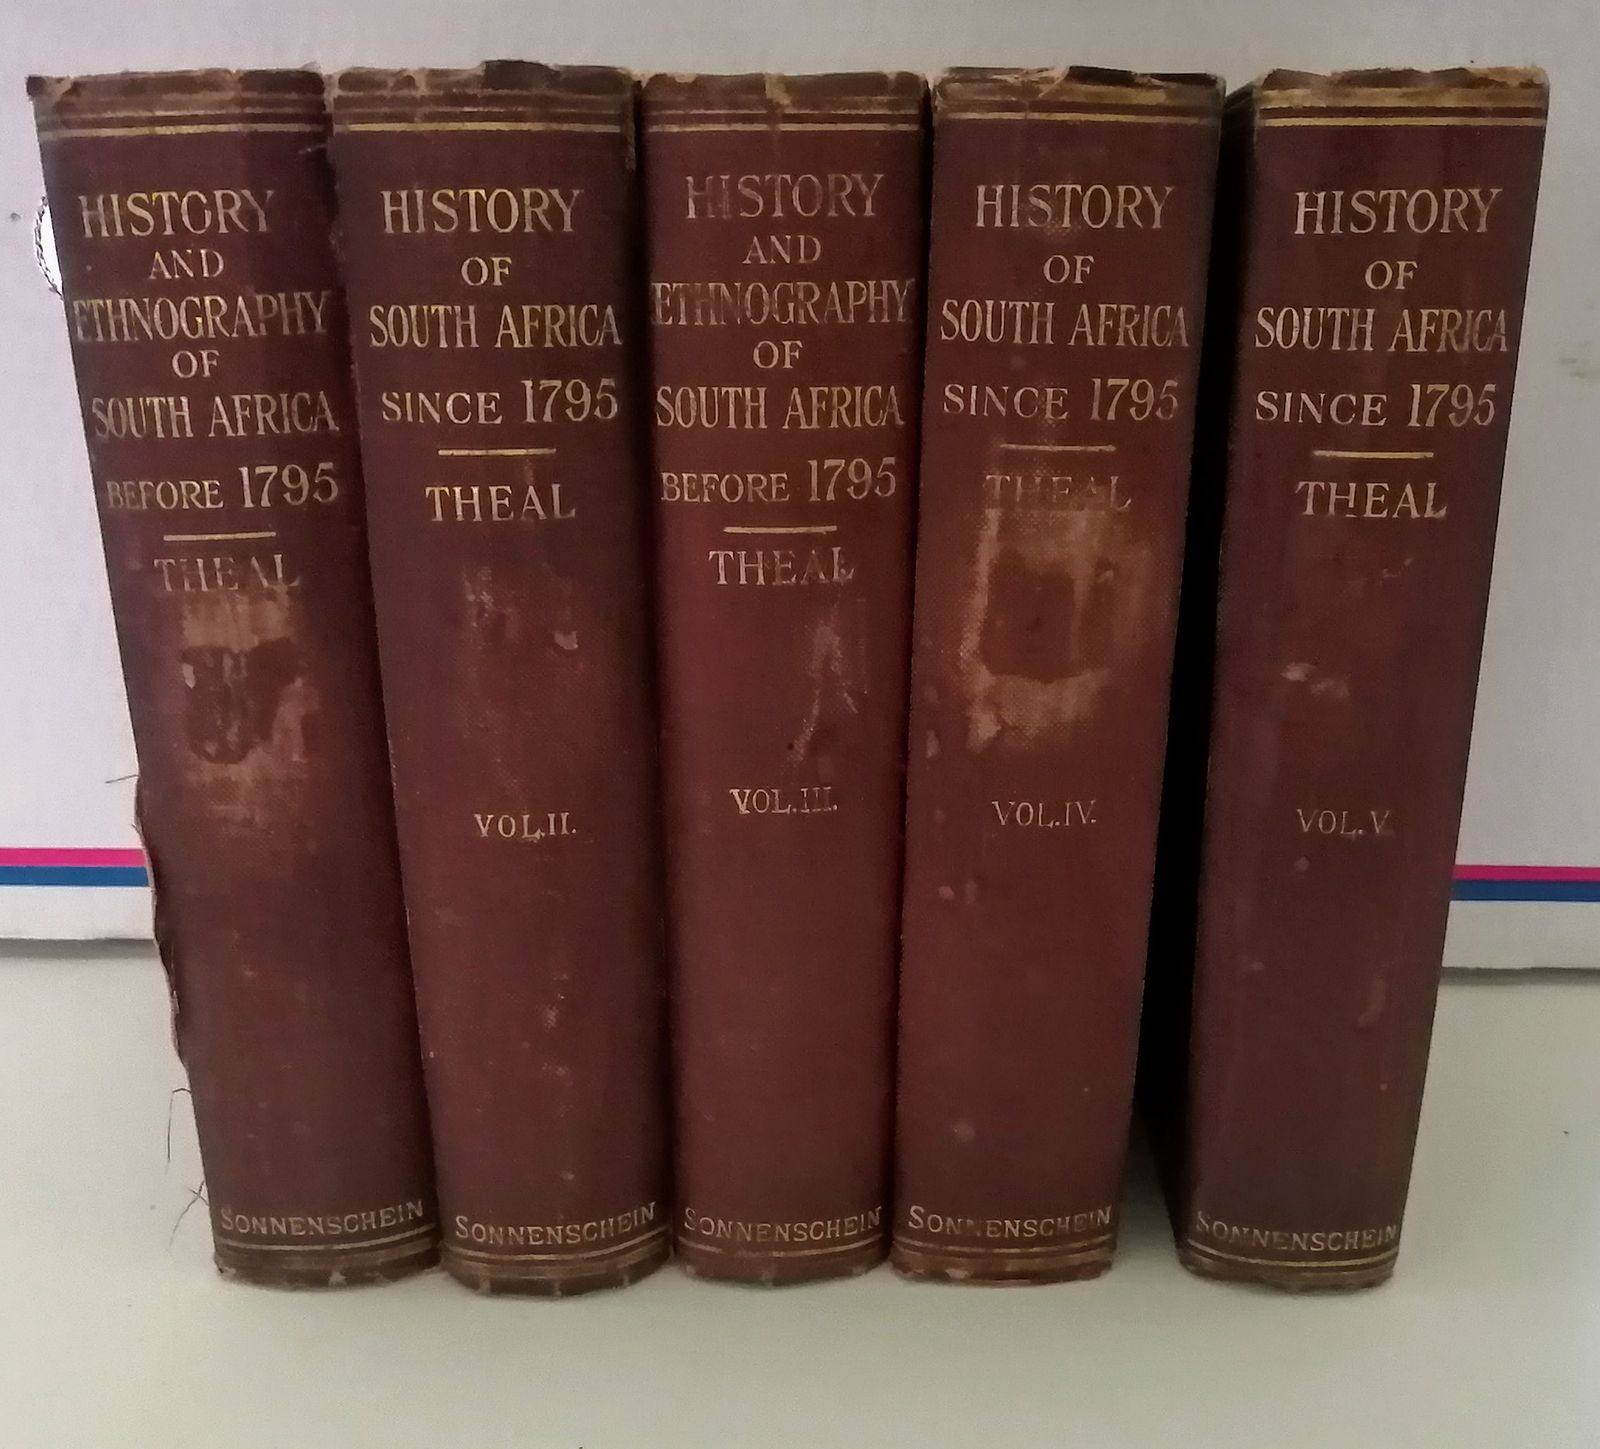 HISTORY
AND
ETHNOGRAPHY
OF
SOUTH AFRICA
BEFORE 1795
THEAL
SONNENSCHEIN
HISTORY
OF
SOUTH AFRICA
SINCE 1795
THEAL
VOL.II.
SONNENSCHEIN
HISTORY
AND
ETHNOGRAPHY
OF
SOUTH AFRICA
BEFORE 1795
THEAL
VOL.III.
SONNENSCHEIN
HISTORY
OF
SOUTH AFRICA
SINCE 1795
THEAL
VOL.IV.
SONNENSCHEIN
HISTORY
OF
SOUTH AFRICA
SINCE 1795
THEAL
VOL.V.
SONNENSCHEIN